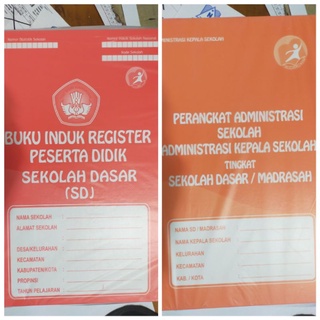 BUKU INDUK REGISTER
PESERTA DIDIK
SEKOLAH DASAR
(SD)
NAMA SEKOLAH
ALAMAT SEKOLAH
DESA/KELURAHAN
KECAMATAN
KABUPATEN/KOTA
PROPINSI
TAHUN PELAJARAN
MINISTRASI KEPALA SEKOLAH
PERANGKAT ADMINISTRASI
SEKOLAH
ADMINISTRASI KEPALA SEKOLAH
TINGKAT
SEKOLAH DASAR / MADRASAH
NAMA SD / MADRASAH
NAMA KEPALA SEKOLAH
KELURAHAN
KECAMATAN
KAB. / KOTA